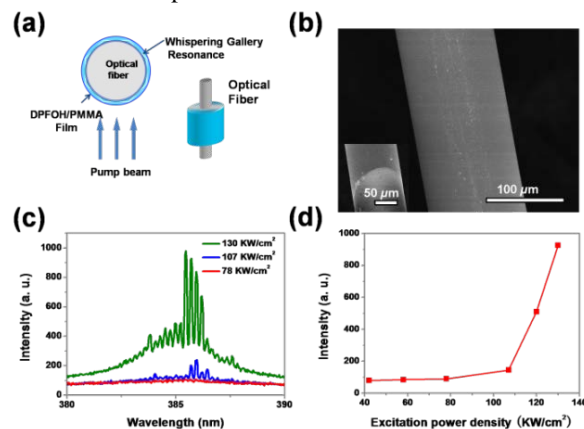 (a)
Whispering Gallery
Resonance
Optical
fiber
Optical
Fiber
DPFOH/PMMA
Film
Pump beam
(b)
50 μm
100 μm
(c)
1000
800
600
400
200
0
Intensity (a. u.)
130 KW/cm²
107 KW/cm²
78 KW/cm²
380
385
390
Wavelength (nm)
(d)
1000
800
600
400
200
0
Intensity (a. u.)
40
60
80
100
120
140
Excitation power density (KW/cm²)